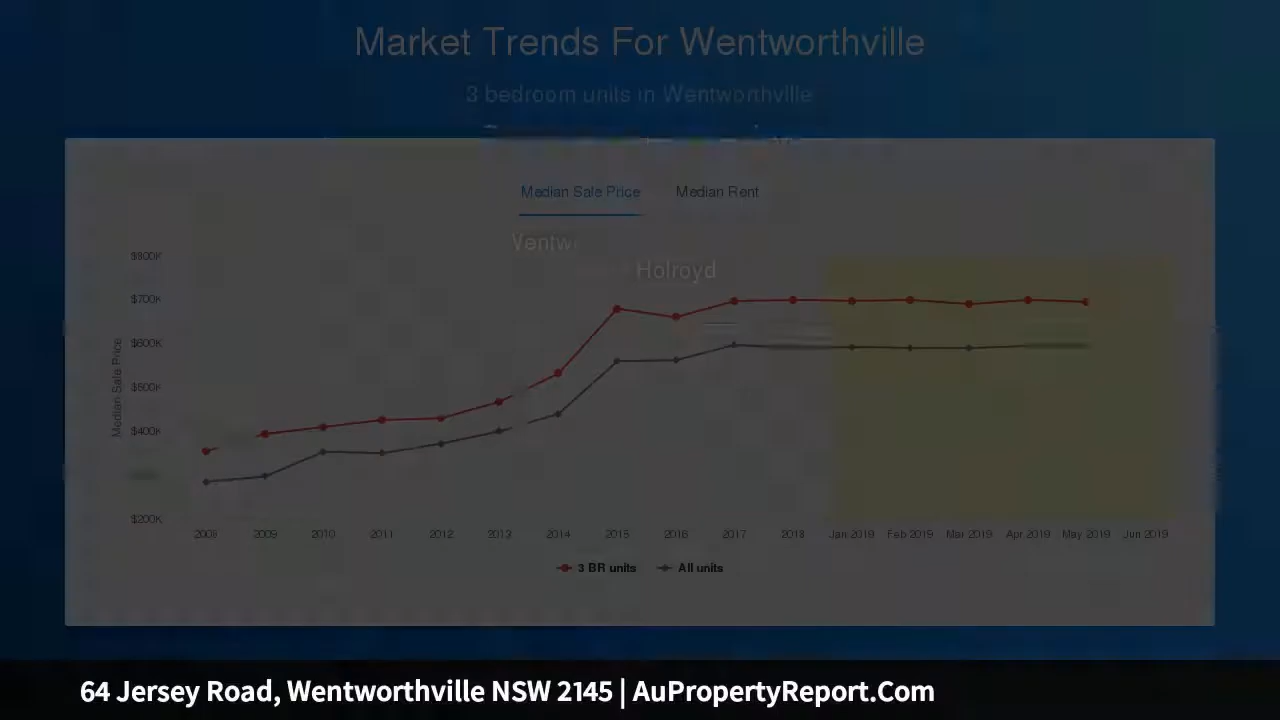 Market Trends For Wentworthville
3 bedroom units in Wentworthville
Median Sale Price Median Rent
Ventw
Holroyd
$800K
$700K
$600K
$500K
$400K
$200K
Median Sale Price
2008 2009 2010 2011 2012 2013 2014 2015 2016 2017 2018 Jan 2019 Feb 2019 Mar 2019 Apr 2019 May 2019 Jun 2019
3 BR units All units
64 Jersey Road, Wentworthville NSW 2145 | AuPropertyReport.Com